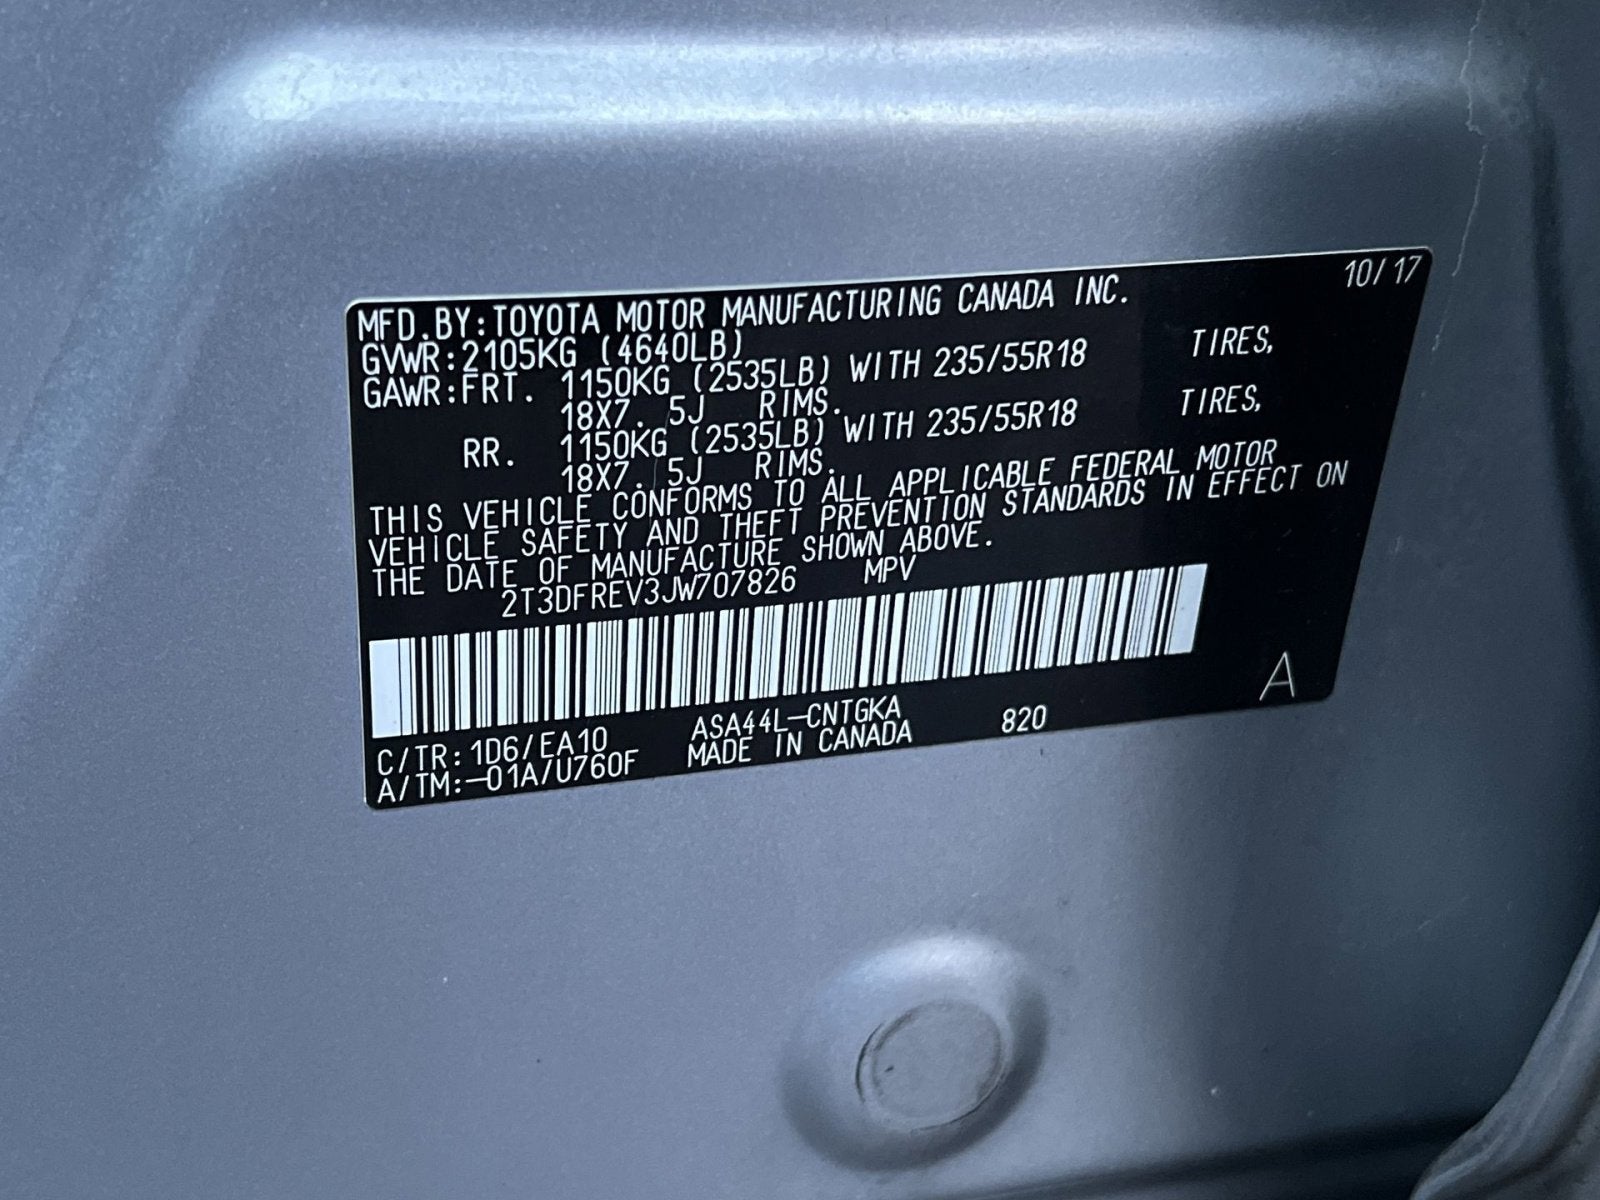 10/17
MFD.BY:TOYOTA MOTOR MANUFACTURING CANADA INC.
GVWR:2105KG (4640LB)
GAWR:FRT. 1150KG (2535LB) WITH 235/55R18 TIRES,
18X7.5J RIMS.
RR. 1150KG (2535LB) WITH 235/55R18 TIRES,
18X7.5J RIMS.
THIS VEHICLE CONFORMS TO ALL APPLICABLE FEDERAL MOTOR
VEHICLE SAFETY AND THEFT PREVENTION STANDARDS IN EFFECT ON
THE DATE OF MANUFACTURE SHOWN ABOVE.
2T3DFREV3JW707826 MPV
A
C/TR:1D6/EA10 ASA44L-CNTGKA 820
A/TM:-01A/U760F MADE IN CANADA